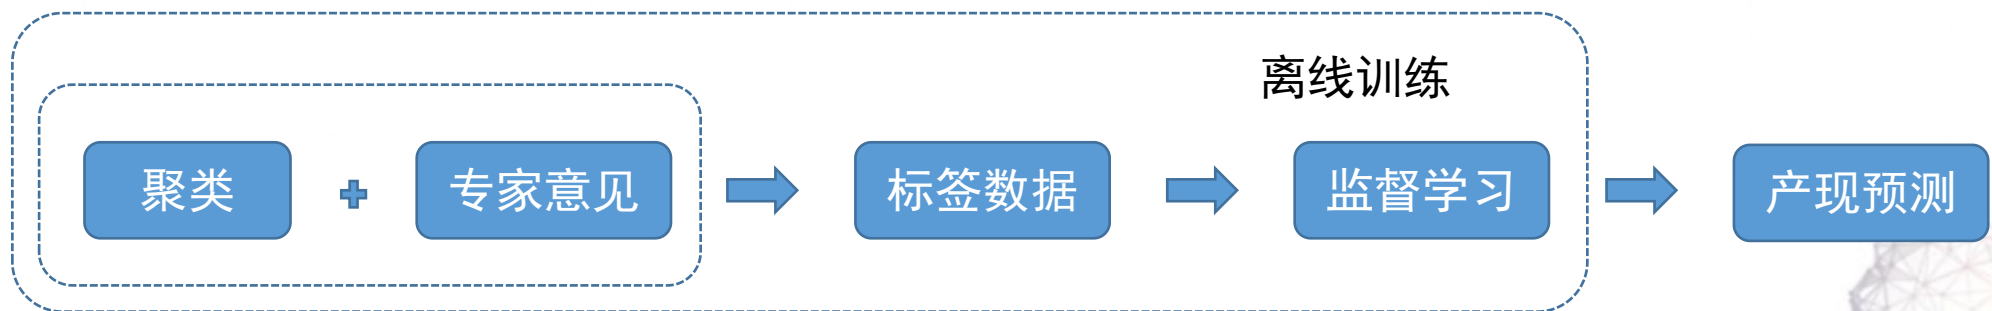 离线训练
聚类
专家意见
标签数据
监督学习
产现预测